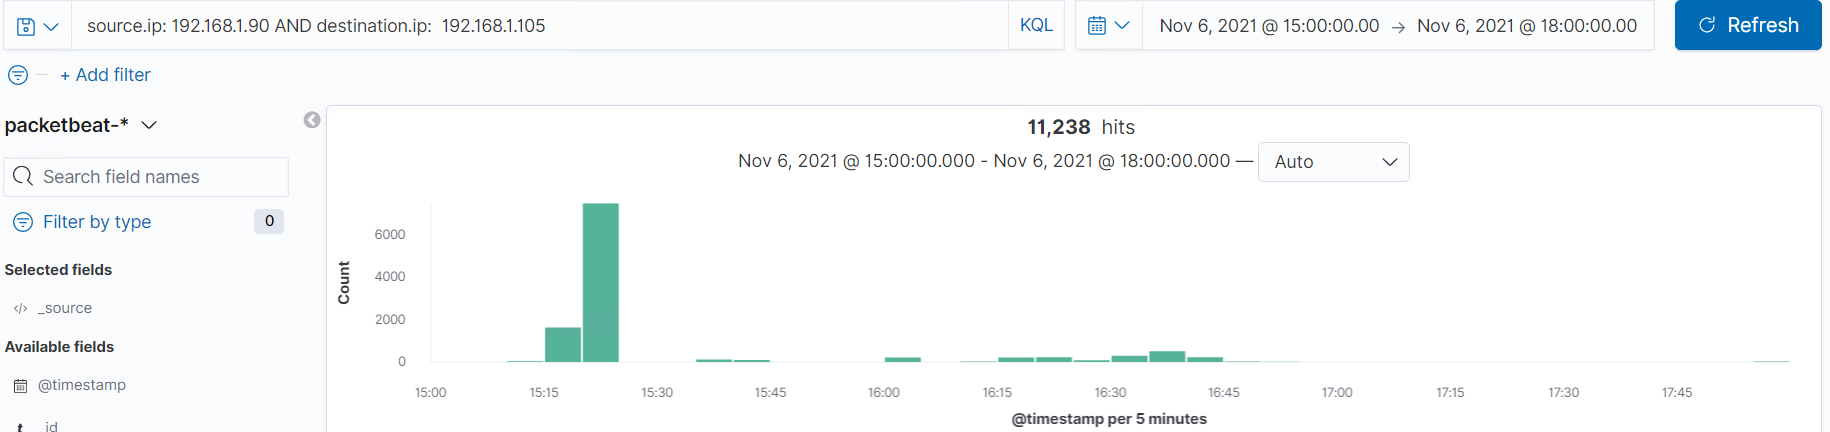 source.ip: 192.168.1.90 AND destination.ip:  192.168.1.105 KQL Nov 6, 2021 @ 15:00:00.00 → Nov 6, 2021 @ 18:00:00.00 Refresh
+ Add filter
packetbeat-*
Search field names
Filter by type 0
Selected fields
</> _source
Available fields
@timestamp
t _id
11,238 hits
Nov 6, 2021 @ 15:00:00.000 - Nov 6, 2021 @ 18:00:00.000 — Auto
Count
6000
4000
2000
0
15:00 15:15 15:30 15:45 16:00 16:15 16:30 16:45 17:00 17:15 17:30 17:45
@timestamp per 5 minutes